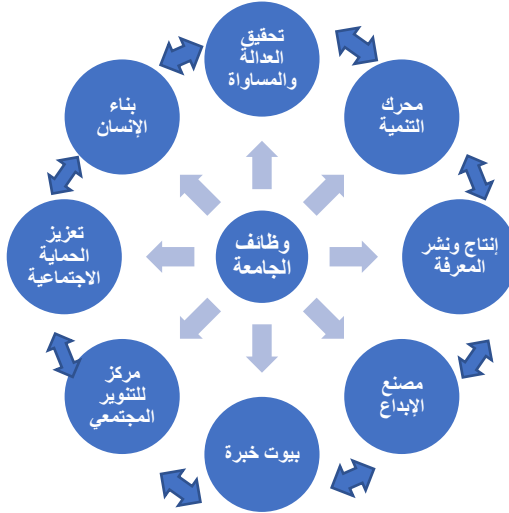 تحقيق
العدالة
والمساواة
محرك
التنمية
إنتاج ونشر
المعرفة
مصنع
الإبداع
بيوت خبرة
مركز
للتنوير
المجتمعي
تعزيز
الحماية
الاجتماعية
بناء
الإنسان
وظائف
الجامعة